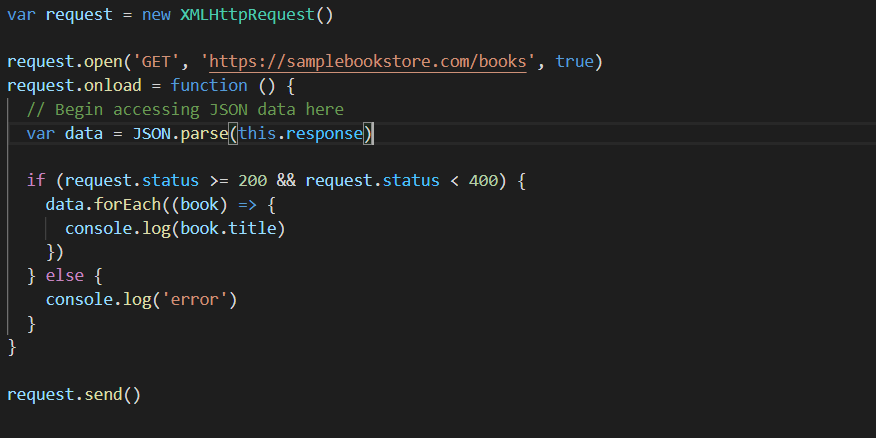 var request = new XMLHttpRequest()
request.open('GET', 'https://samplebookstore.com/books', true)
request.onload = function () {
// Begin accessing JSON data here
var data = JSON.parse(this.response)
if (request.status >= 200 && request.status < 400) {
data.forEach((book) => {
console.log(book.title)
})
} else {
console.log('error')
}
}
request.send()